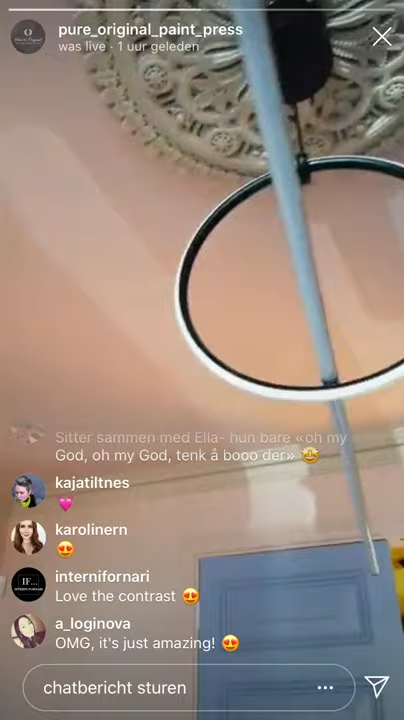 pure_original_paint_press
was live · 1 uur geleden
Sitter sammen med Ella- hun bare «oh my
God, oh my God, tenk å booo der» 🤩
kajatiltnes
💗
karolinern
😍
internifornari
IF...
Love the contrast 😍
a_loginova
OMG, it's just amazing! 😍
chatbericht sturen